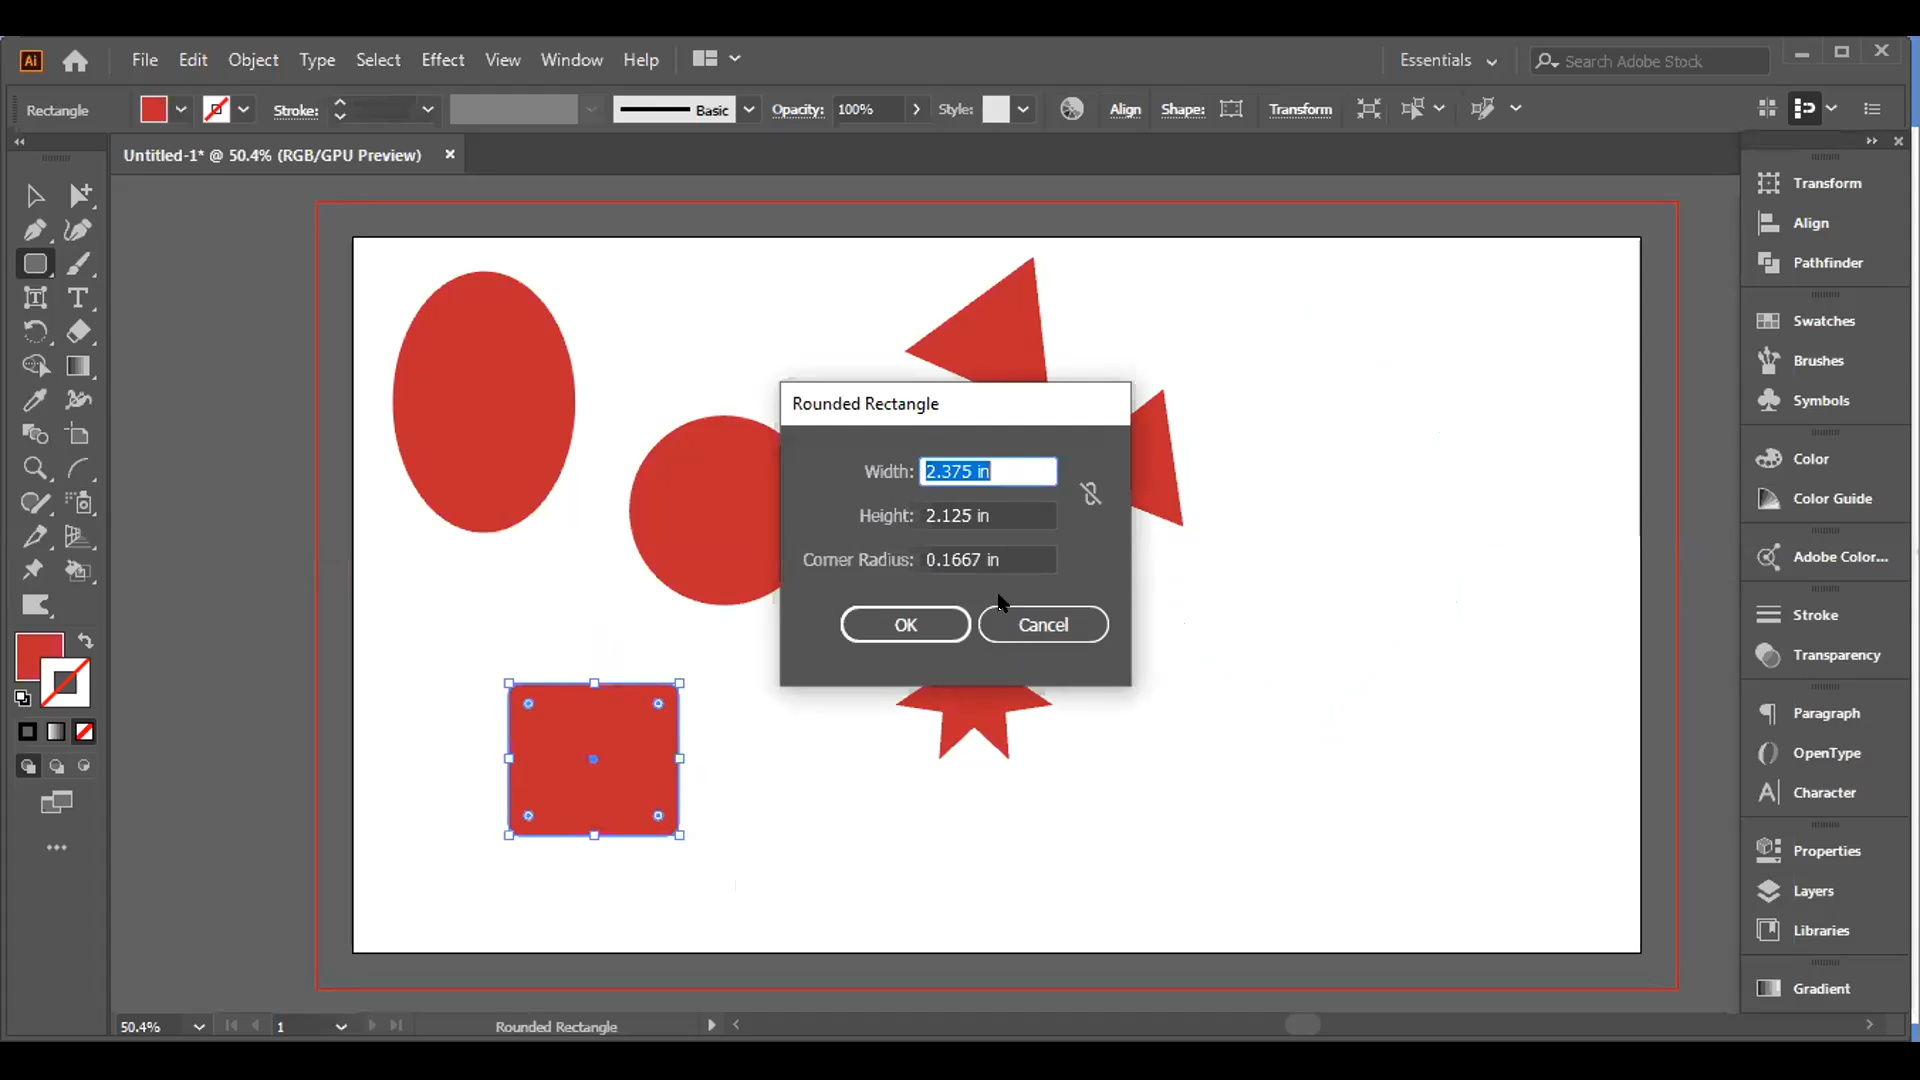 Ai File Edit Object Type Select Effect View Window Help Essentials Search Adobe Stock
Rectangle Stroke: Basic Opacity: 100% Style: Align Shape: Transform
Untitled-1* @ 50.4% (RGB/GPU Preview)
Rounded Rectangle
Width: 2.375 in
Height: 2.125 in
Corner Radius: 0.1667 in
OK Cancel
Transform
Align
Pathfinder
Swatches
Brushes
Symbols
Color
Color Guide
Adobe Color...
Stroke
Transparency
Paragraph
OpenType
Character
Properties
Layers
Libraries
Gradient
50.4% 1 Rounded Rectangle